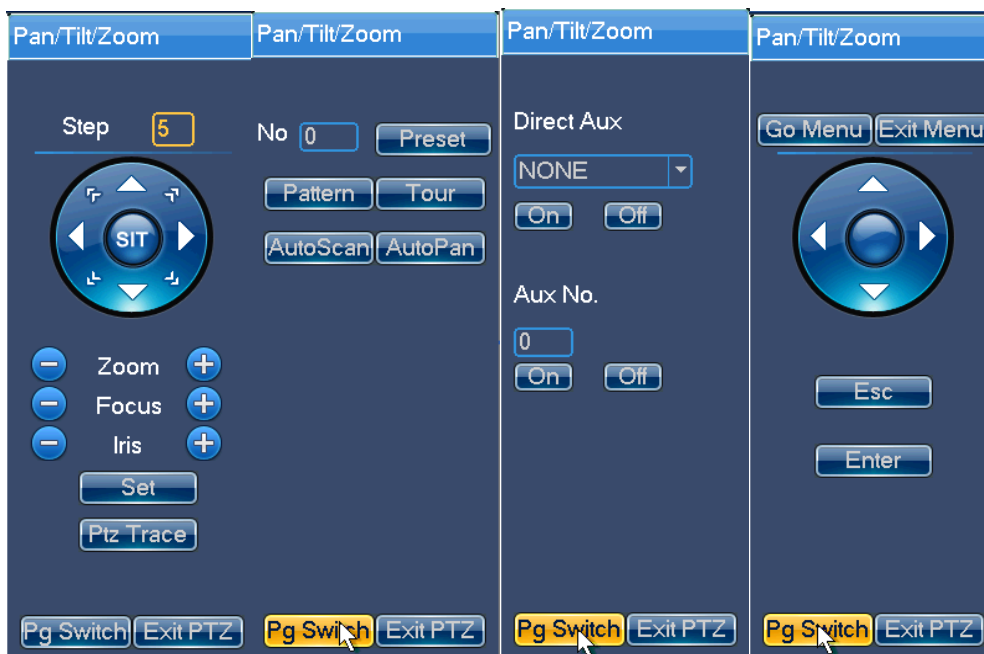 Pan/Tilt/Zoom
Step 5
SIT
Zoom
Focus
Iris
Set
Ptz Trace
Pg Switch Exit PTZ
Pan/Tilt/Zoom
No 0 Preset
Pattern Tour
AutoScan AutoPan
Pg Switch Exit PTZ
Pan/Tilt/Zoom
Direct Aux
NONE
On Off
Aux No.
0
On Off
Pg Switch Exit PTZ
Pan/Tilt/Zoom
Go Menu Exit Menu
Esc
Enter
Pg Switch Exit PTZ